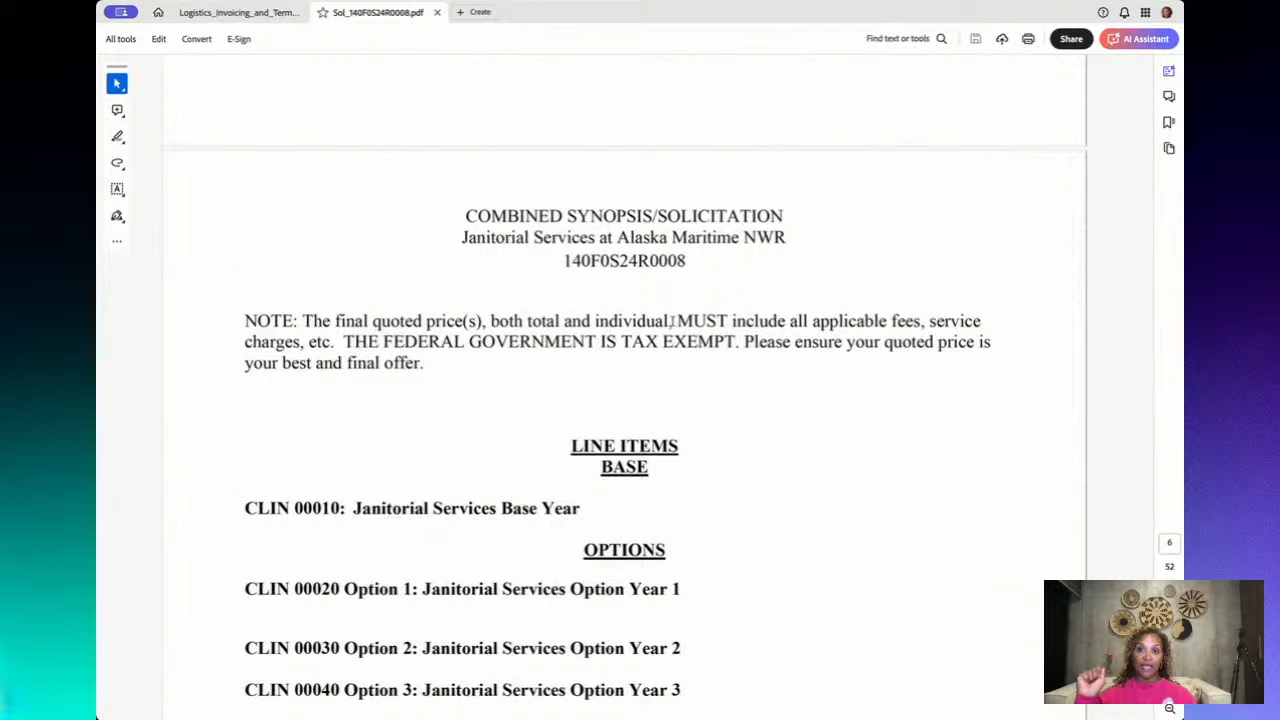 Logistics_Invoicing_and_Term...
Sol_140F0S24R0008.pdf
Create
All tools
Edit
Convert
E-Sign
Find text or tools
Share
AI Assistant
COMBINED SYNOPSIS/SOLICITATION
Janitorial Services at Alaska Maritime NWR
140F0S24R0008
NOTE: The final quoted price(s), both total and individual, MUST include all applicable fees, service
charges, etc. THE FEDERAL GOVERNMENT IS TAX EXEMPT. Please ensure your quoted price is
your best and final offer.
LINE ITEMS
BASE
CLIN 00010: Janitorial Services Base Year
OPTIONS
CLIN 00020 Option 1: Janitorial Services Option Year 1
CLIN 00030 Option 2: Janitorial Services Option Year 2
CLIN 00040 Option 3: Janitorial Services Option Year 3
6
52